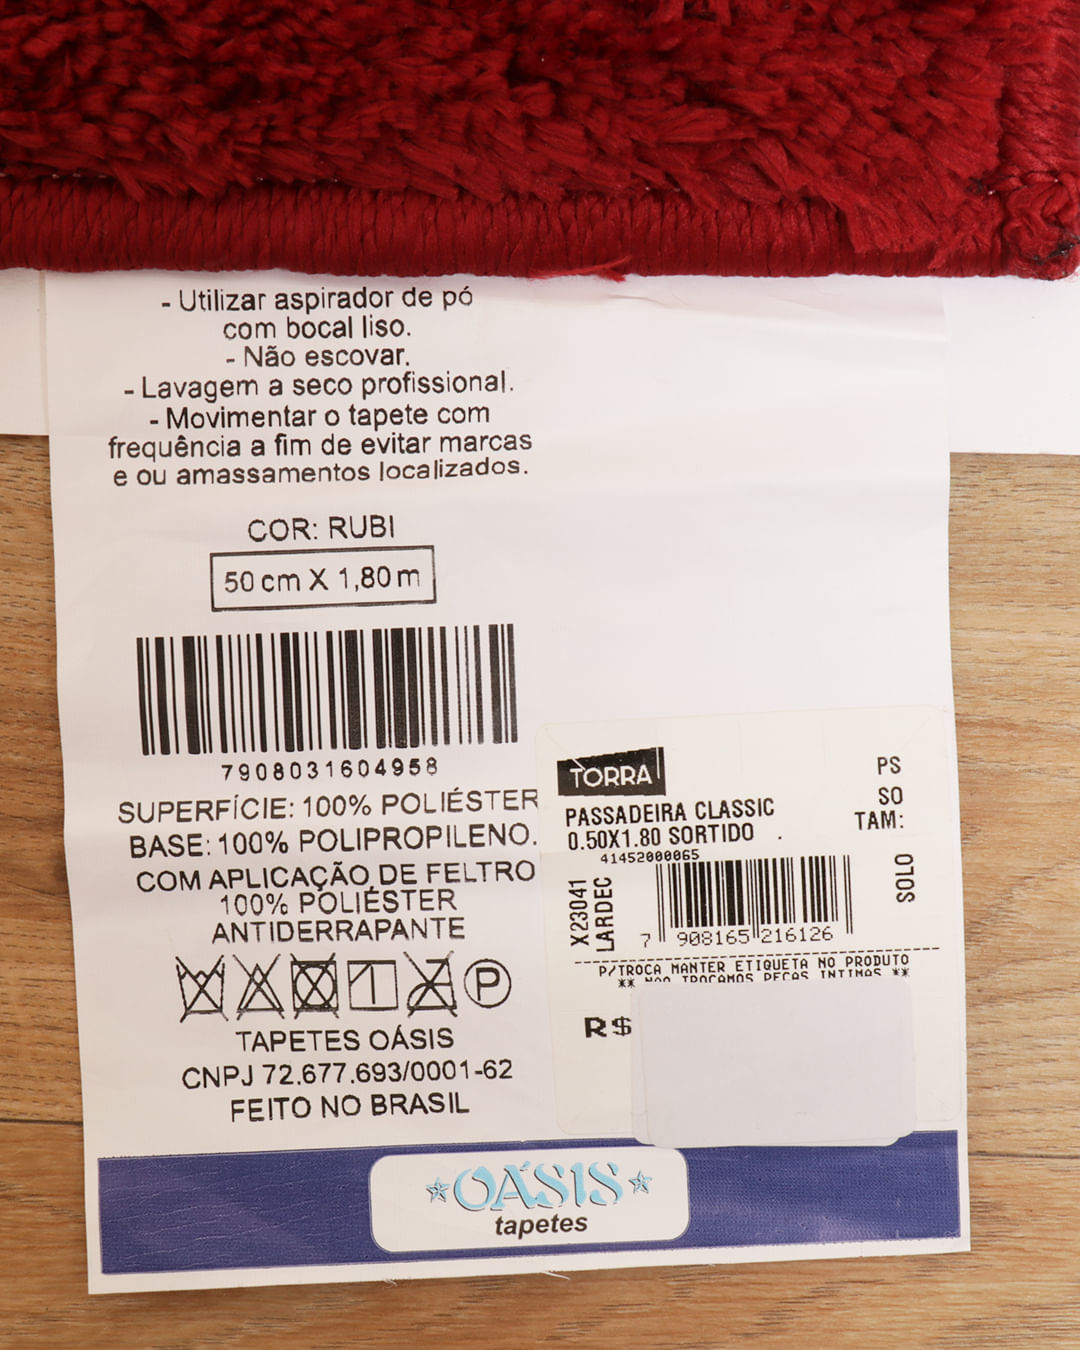 - Utilizar aspirador de pó
com bocal liso.
- Não escovar.
- Lavagem a seco profissional.
- Movimentar o tapete com
frequência a fim de evitar marcas
e ou amassamentos localizados.
COR: RUBI
50 cm X 1,80 m
7908031604958
SUPERFÍCIE: 100% POLIÉSTER
BASE: 100% POLIPROPILENO.
COM APLICAÇÃO DE FELTRO
100% POLIÉSTER
ANTIDERRAPANTE
P
TAPETES OÁSIS
CNPJ 72.677.693/0001-62
FEITO NO BRASIL
TORRA
PS
SO
TAM:
PASSADEIRA CLASSIC
0.50X1.80 SORTIDO .
41452000065
X23041
LARDEC
SOLO
7 908165 216126
P/TROCA MANTER ETIQUETA NO PRODUTO
** NAO TROCAMOS PECAS INTIMAS **
R$
OÁSIS
tapetes